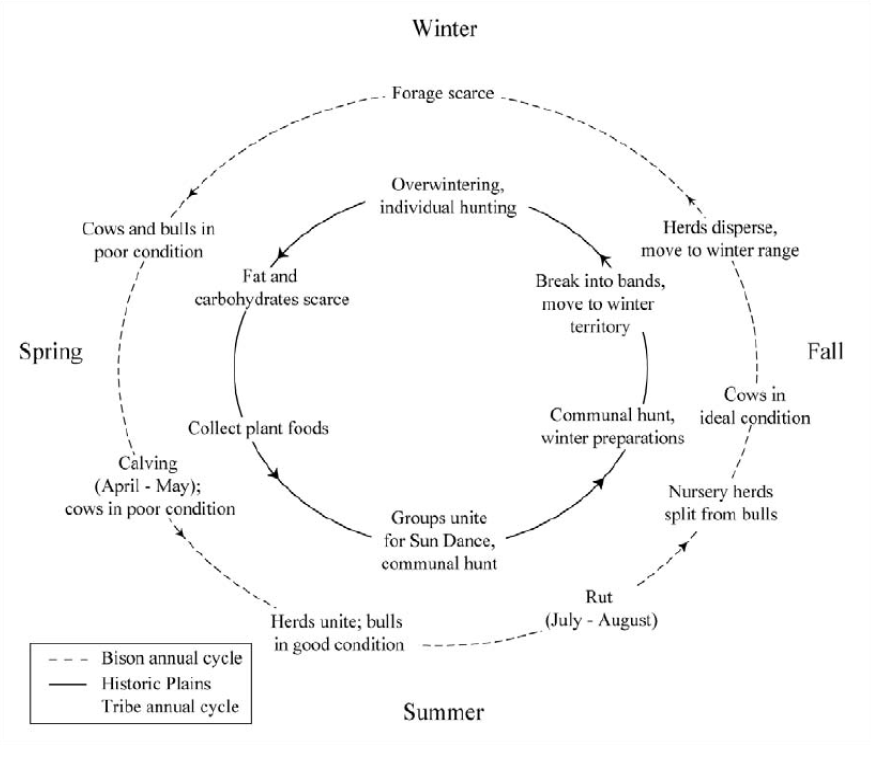 Winter
Forage scarce
Overwintering,
individual hunting
Cows and bulls in
poor condition
Herds disperse,
move to winter range
Fat and
carbohydrates scarce
Break into bands,
move to winter
territory
Spring
Fall
Cows in
ideal condition
Collect plant foods
Communal hunt,
winter preparations
Calving
(April - May);
cows in poor condition
Nursery herds
split from bulls
Groups unite
for Sun Dance,
communal hunt
Rut
(July - August)
Herds unite; bulls
in good condition
Bison annual cycle
Historic Plains
Tribe annual cycle
Summer